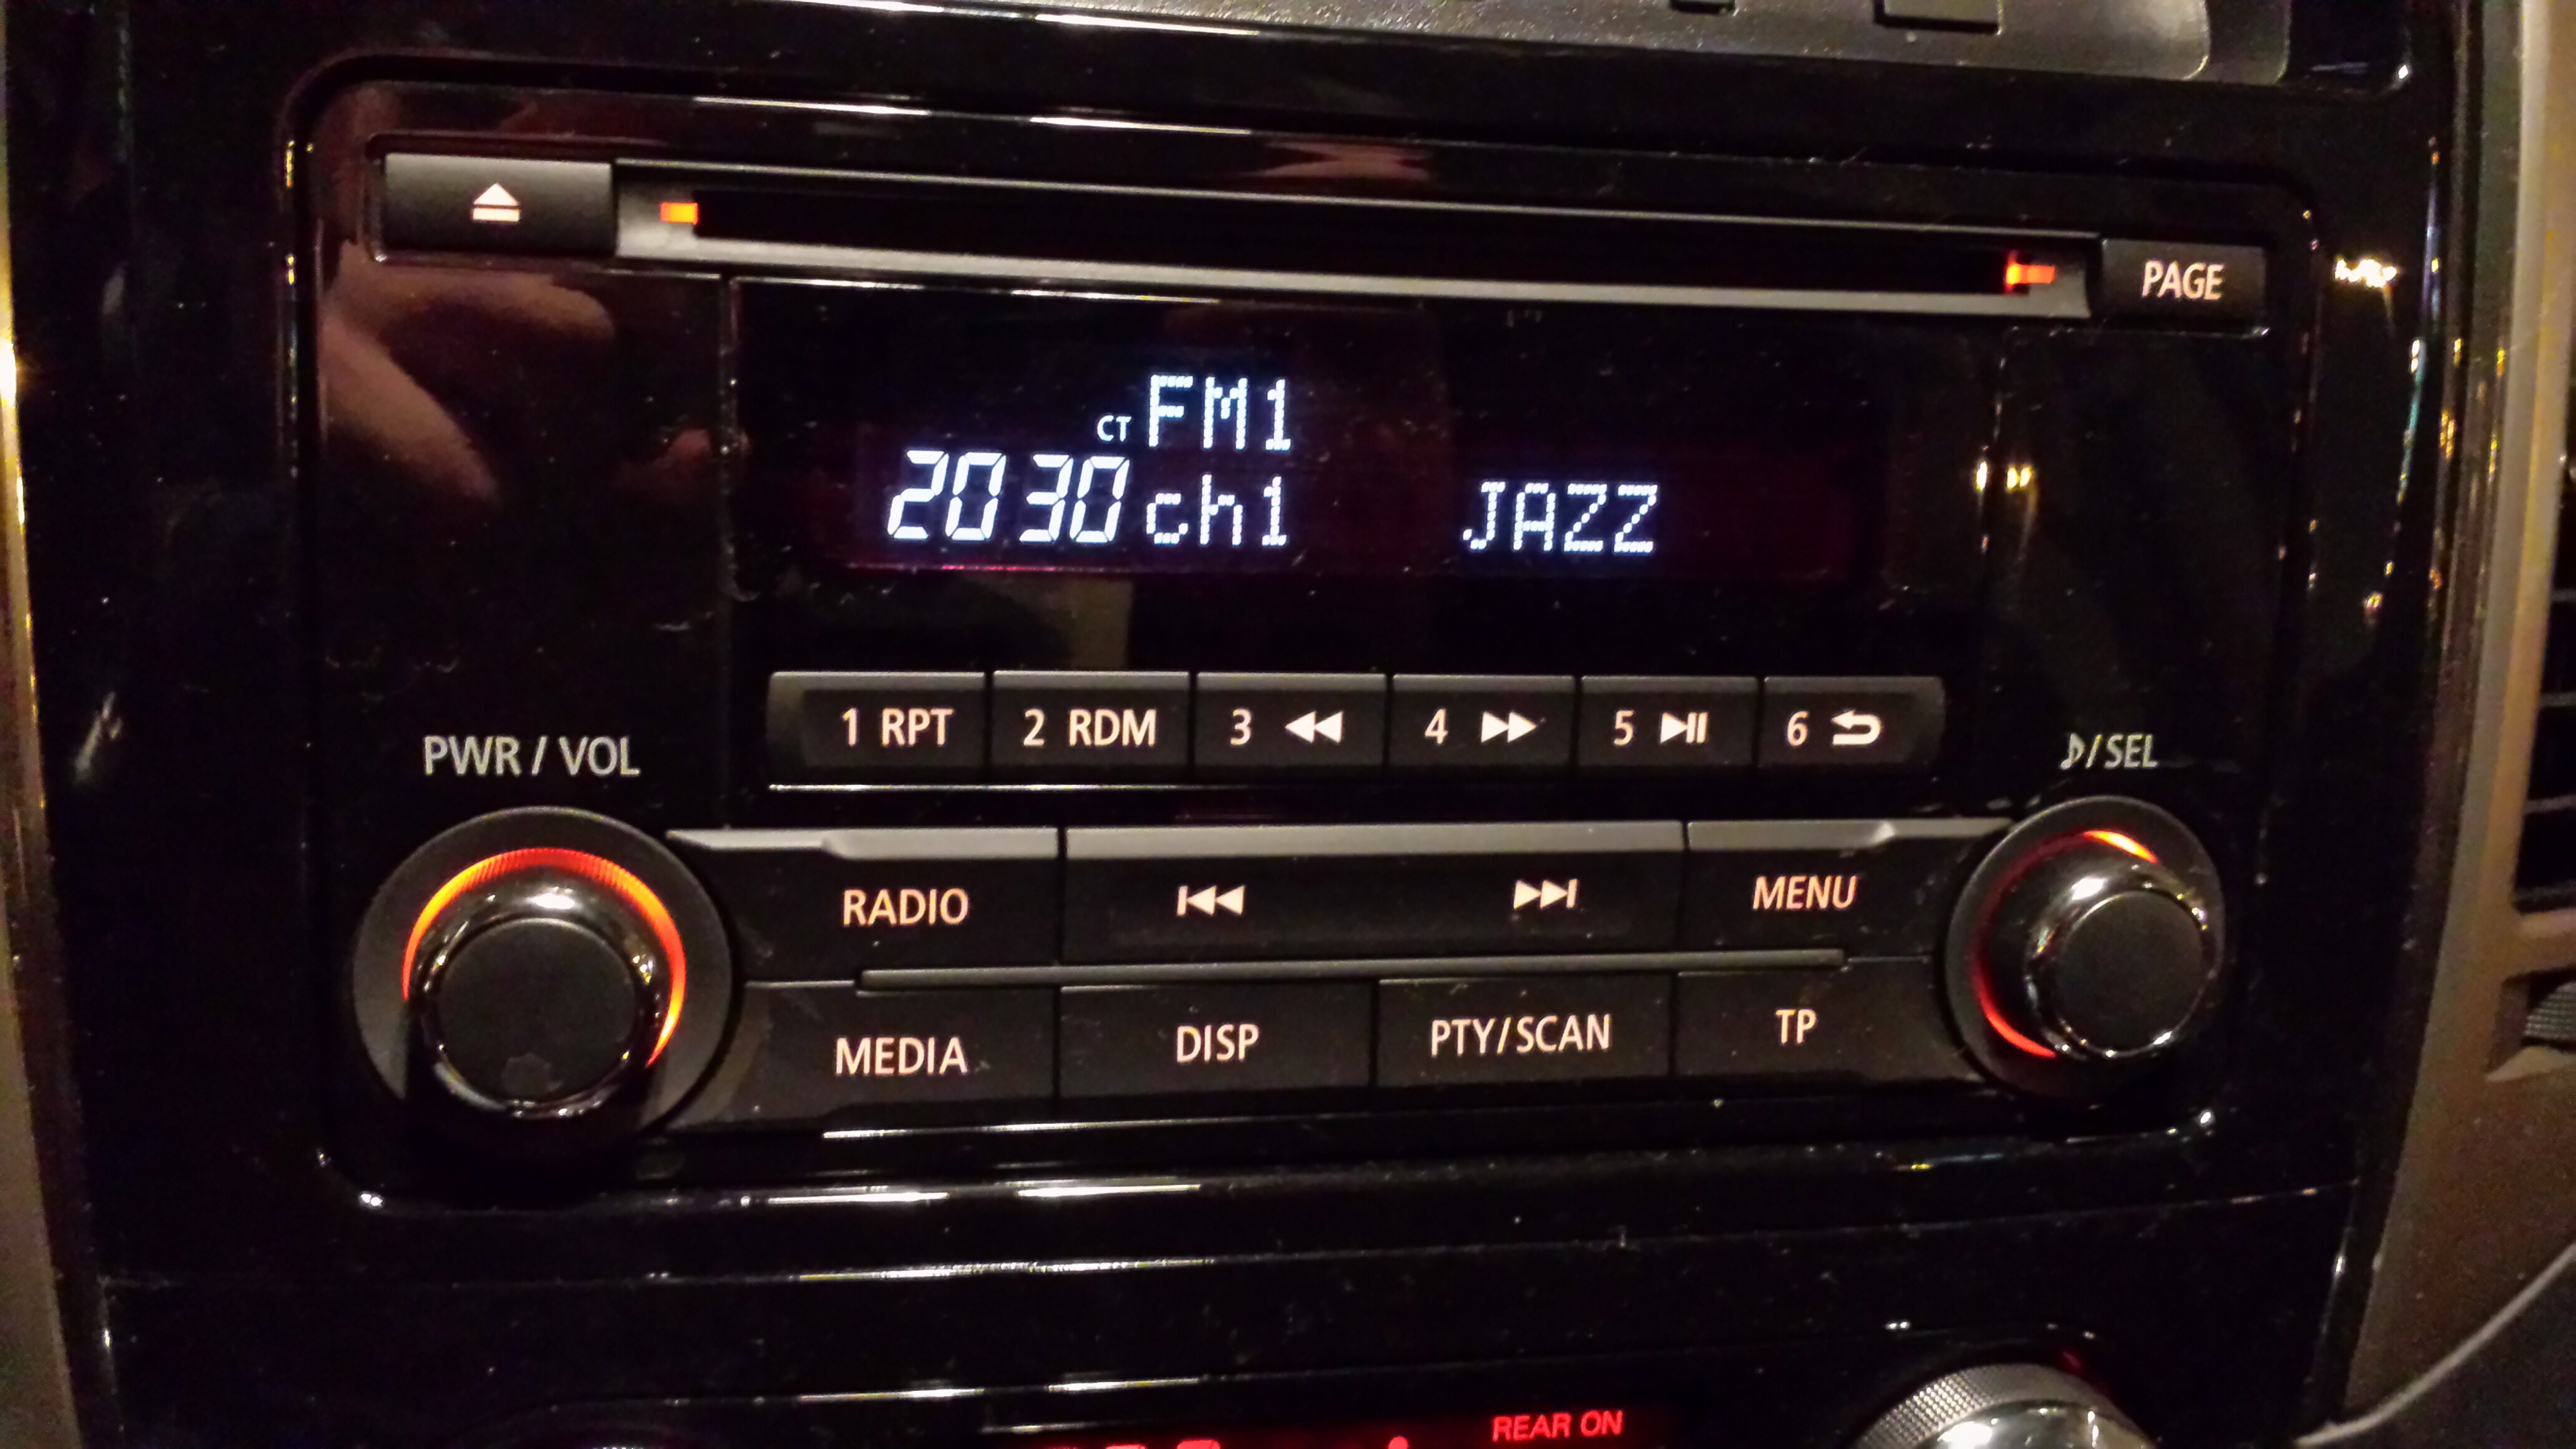 PAGE
CT FM1
2030 ch1 JAZZ
1 RPT 2 RDM 3 4 5 6
PWR / VOL
♪/SEL
RADIO MENU
MEDIA DISP PTY/SCAN TP
REAR ON